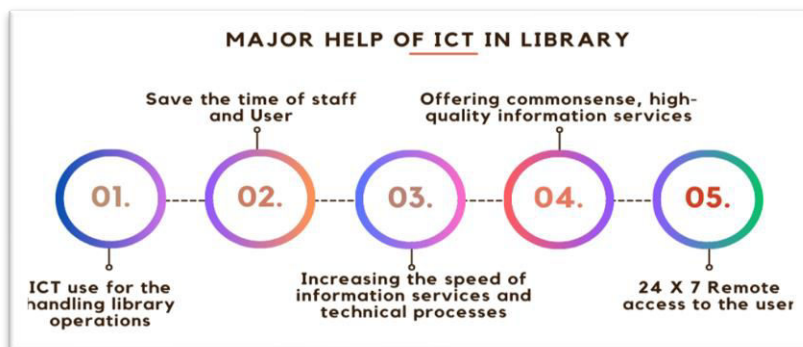 MAJOR HELP OF ICT IN LIBRARY
Save the time of staff
and User
Offering commonsense, high-
quality information services
01.
02.
03.
04.
05.
ICT use for the
handling library
operations
Increasing the speed of
information services and
technical processes
24 X 7 Remote
access to the user